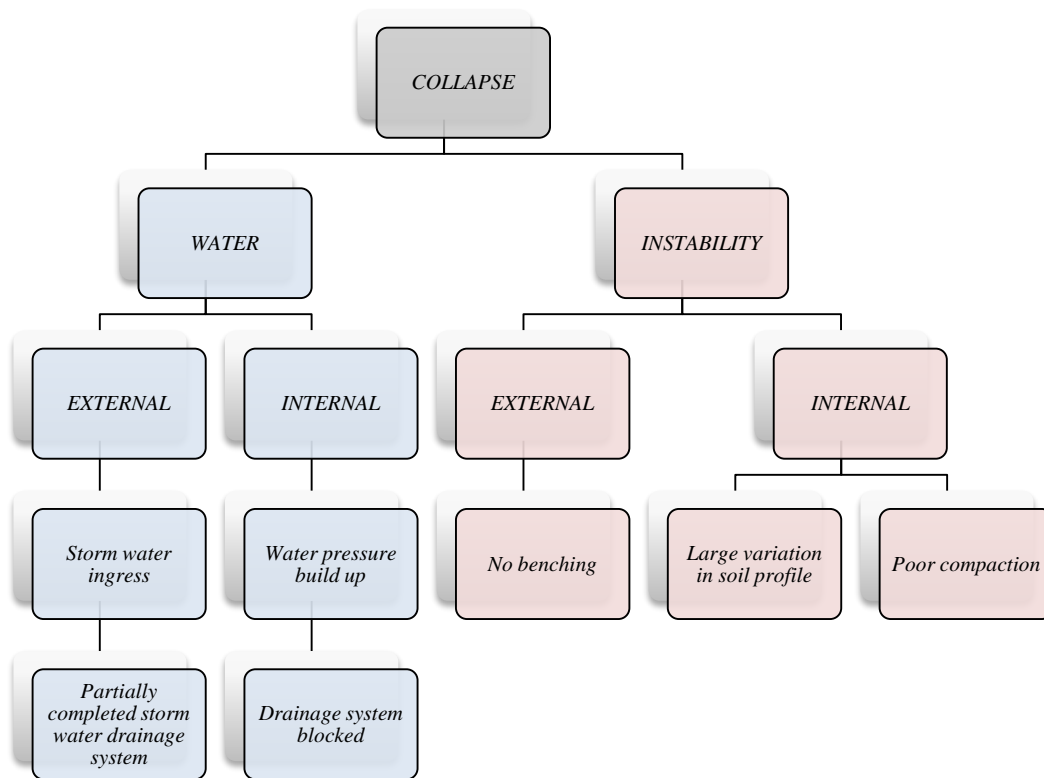 COLLAPSE
WATER
INSTABILITY
EXTERNAL
INTERNAL
EXTERNAL
INTERNAL
Storm water
ingress
Water pressure
build up
No benching
Large variation
in soil profile
Poor compaction
Partially
completed storm
water drainage
system
Drainage system
blocked